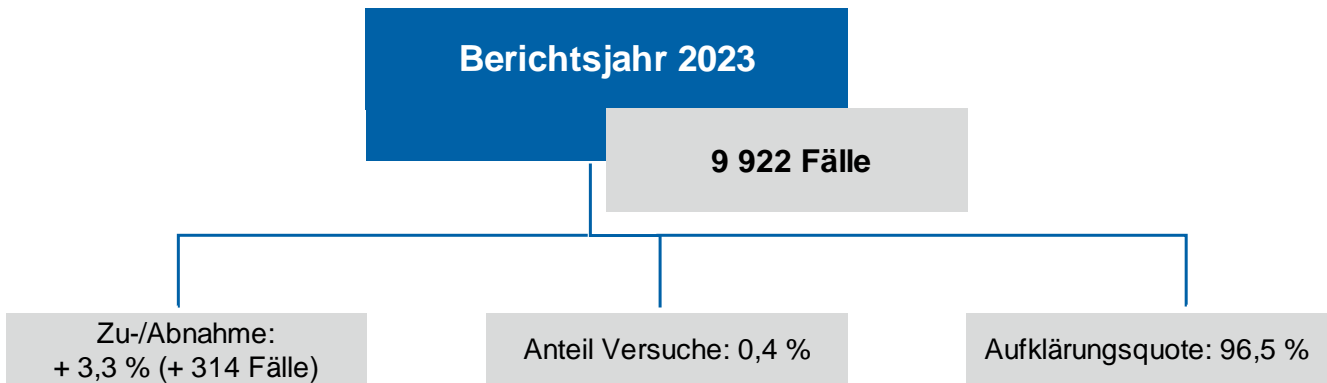 Berichtsjahr 2023
9 922 Fälle
Zu-/Abnahme:
+ 3,3 % (+ 314 Fälle)
Anteil Versuche: 0,4 %
Aufklärungsquote: 96,5 %